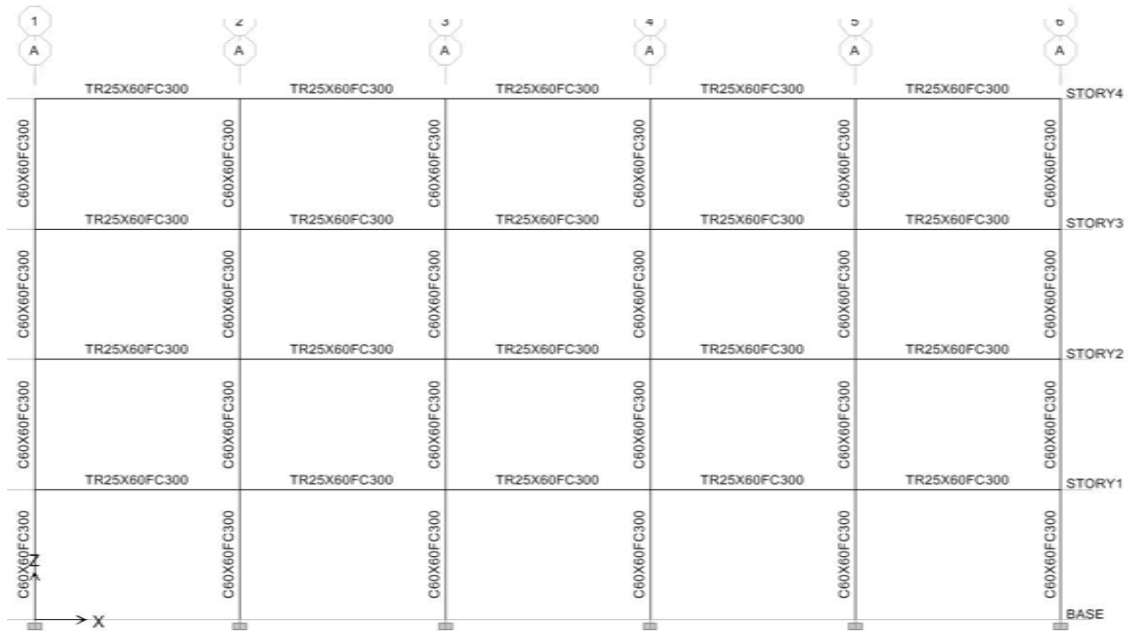 1 2 3 4 5 6
A A A A A A
TR25X60FC300 TR25X60FC300 TR25X60FC300 TR25X60FC300 TR25X60FC300 STORY4
C60X60FC300 C60X60FC300 C60X60FC300 C60X60FC300 C60X60FC300 C60X60FC300
TR25X60FC300 TR25X60FC300 TR25X60FC300 TR25X60FC300 TR25X60FC300 STORY3
C60X60FC300 C60X60FC300 C60X60FC300 C60X60FC300 C60X60FC300 C60X60FC300
TR25X60FC300 TR25X60FC300 TR25X60FC300 TR25X60FC300 TR25X60FC300 STORY2
C60X60FC300 C60X60FC300 C60X60FC300 C60X60FC300 C60X60FC300 C60X60FC300
TR25X60FC300 TR25X60FC300 TR25X60FC300 TR25X60FC300 TR25X60FC300 STORY1
C60X60FC300 C60X60FC300 C60X60FC300 C60X60FC300 C60X60FC300 C60X60FC300
Z
X BASE